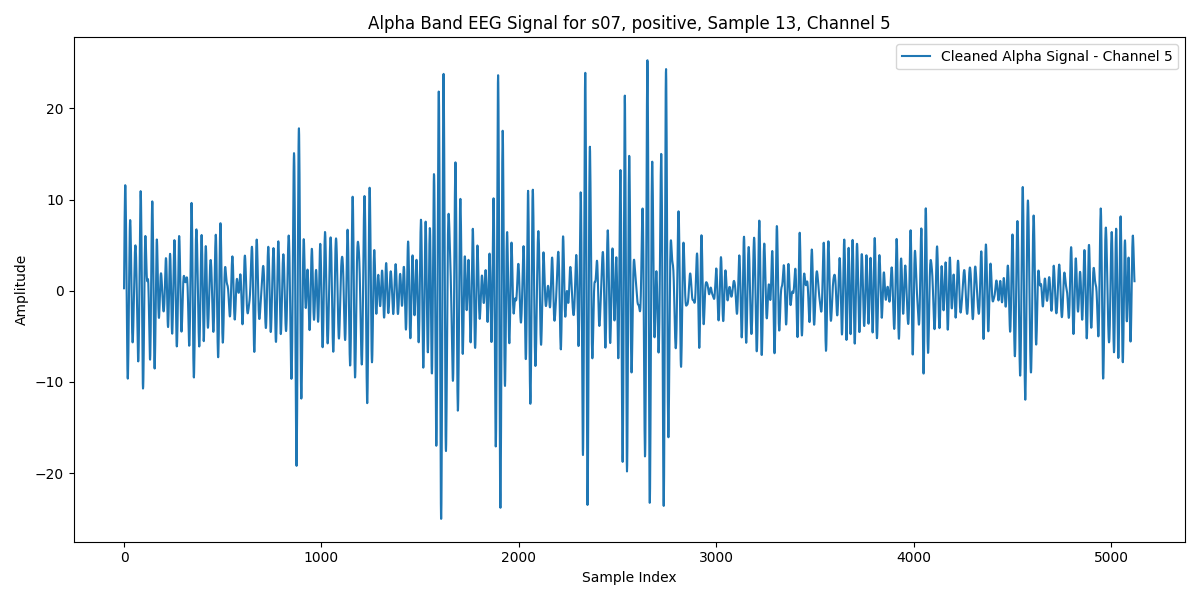 Alpha Band EEG Signal for s07, positive, Sample 13, Channel 5
Cleaned Alpha Signal - Channel 5
Amplitude
20
10
0
−10
−20
0 1000 2000 3000 4000 5000
Sample Index